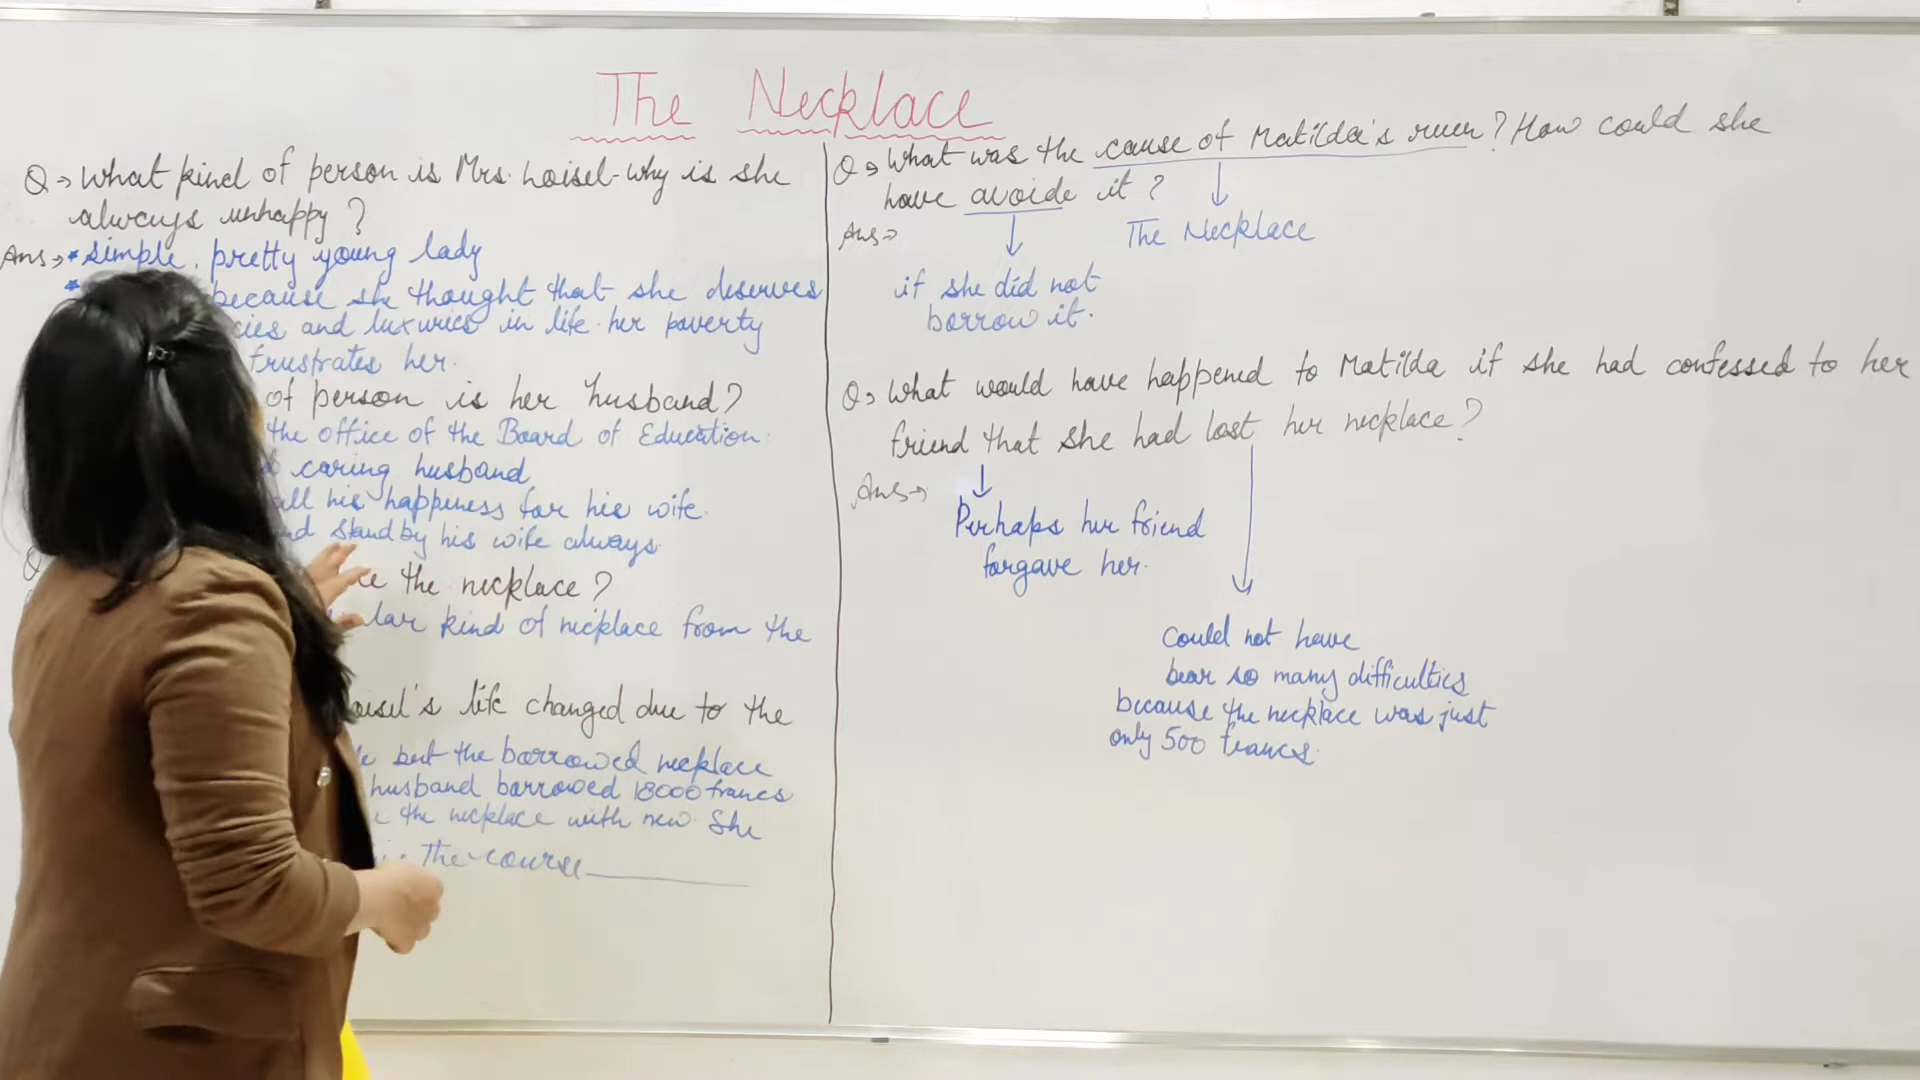 The Necklace
Q→ What kind of person is Mrs. Loisel-why is she
always unhappy?
Ans→ * simple, pretty young lady
* because she thought that she deserves
cies and luxuries in life. her poverty
frustrates her.
of person is her husband?
the office of the Board of Education.
caring husband
all his happiness for his wife.
nd stand by his wife always.
Q
ce the necklace?
lar kind of necklace from the
oisel's life changed due to the
but the borrowed necklace
husband borrowed 18000 francs
the necklace with new. She
The course
Q→ What was the cause of Matilda's ruin? How could she
have avoide it?
Ans→
The Necklace
if she did not
borrow it.
Q→ What would have happened to Matilda if she had confessed to her
friend that she had lost her necklace?
Ans→
Perhaps her friend
forgave her.
could not have
bear so many difficulties
because the necklace was just
only 500 francs.